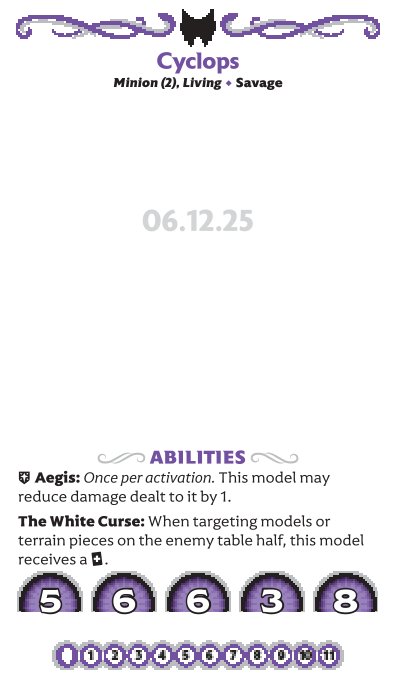 Cyclops
Minion (2), Living • Savage
06.12.25
ABILITIES
Aegis: Once per activation. This model may
reduce damage dealt to it by 1.
The White Curse: When targeting models or
terrain pieces on the enemy table half, this model
receives a +.
5 6 6 3 8
1 2 3 4 5 6 7 8 9 10 11